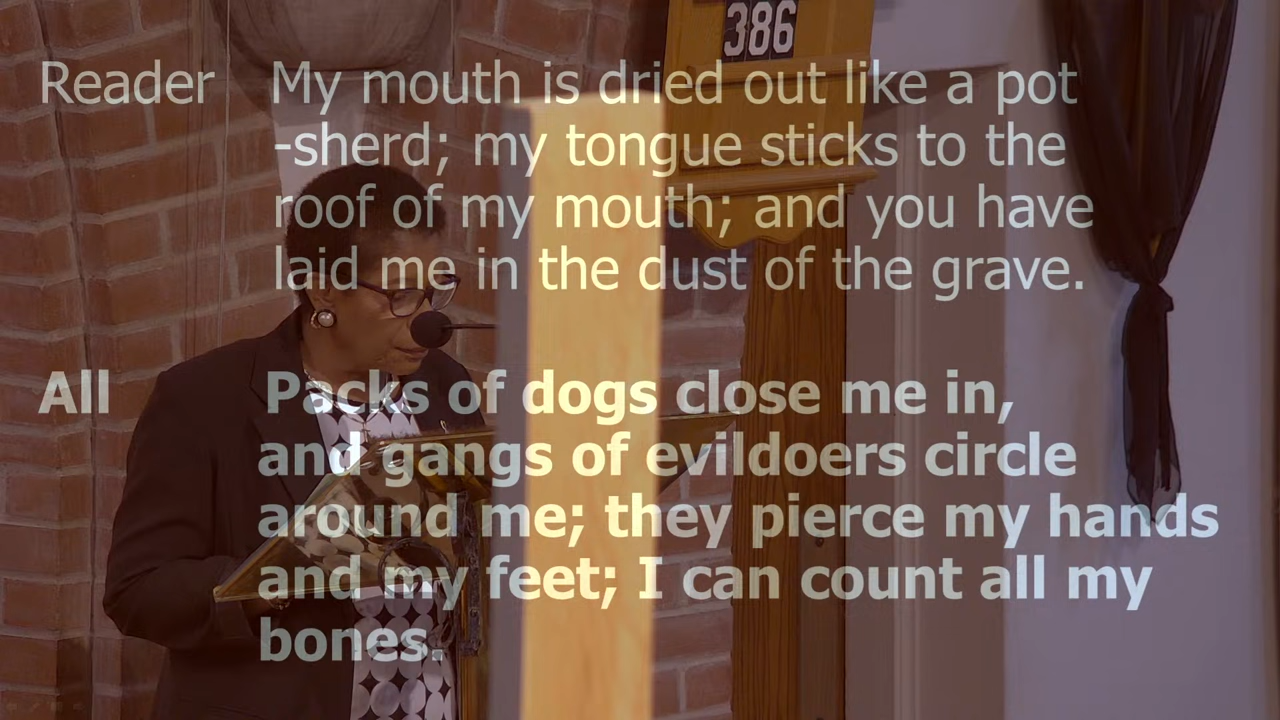 386
Reader My mouth is dried out like a pot
-sherd; my tongue sticks to the
roof of my mouth; and you have
laid me in the dust of the grave.
All Packs of dogs close me in,
and gangs of evildoers circle
around me; they pierce my hands
and my feet; I can count all my
bones.